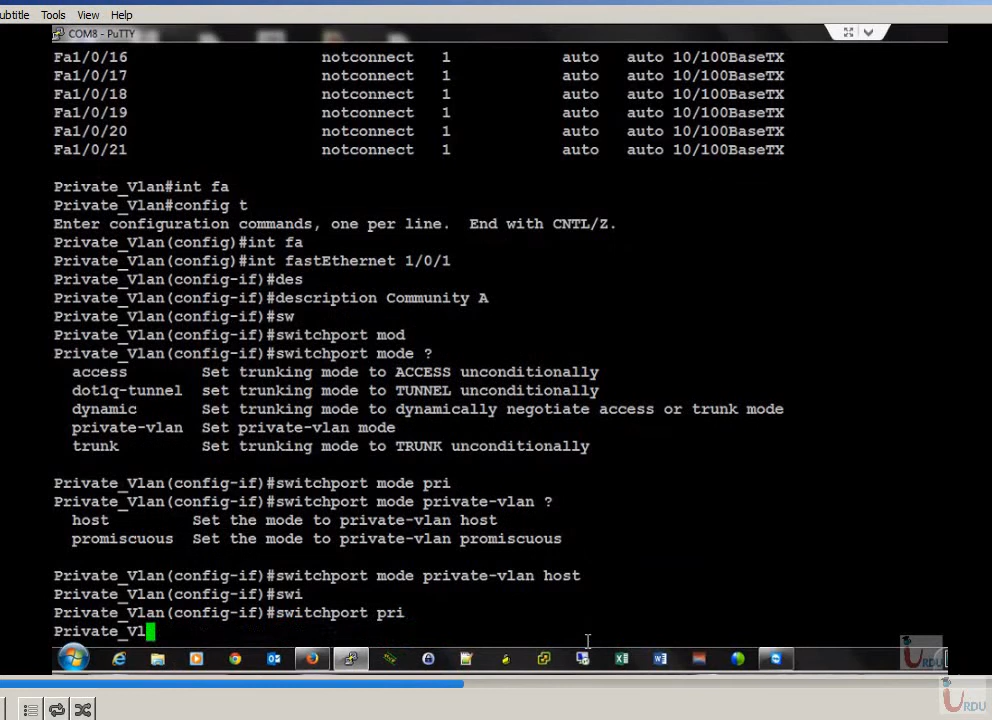 ubtitle Tools View Help
COM8 - PuTTY
Fa1/0/16 notconnect 1 auto auto 10/100BaseTX
Fa1/0/17 notconnect 1 auto auto 10/100BaseTX
Fa1/0/18 notconnect 1 auto auto 10/100BaseTX
Fa1/0/19 notconnect 1 auto auto 10/100BaseTX
Fa1/0/20 notconnect 1 auto auto 10/100BaseTX
Fa1/0/21 notconnect 1 auto auto 10/100BaseTX
Private_Vlan#int fa
Private_Vlan#config t
Enter configuration commands, one per line. End with CNTL/Z.
Private_Vlan(config)#int fa
Private_Vlan(config)#int fastEthernet 1/0/1
Private_Vlan(config-if)#des
Private_Vlan(config-if)#description Community A
Private_Vlan(config-if)#sw
Private_Vlan(config-if)#switchport mod
Private_Vlan(config-if)#switchport mode ?
access Set trunking mode to ACCESS unconditionally
dot1q-tunnel set trunking mode to TUNNEL unconditionally
dynamic Set trunking mode to dynamically negotiate access or trunk mode
private-vlan Set private-vlan mode
trunk Set trunking mode to TRUNK unconditionally
Private_Vlan(config-if)#switchport mode pri
Private_Vlan(config-if)#switchport mode private-vlan ?
host Set the mode to private-vlan host
promiscuous Set the mode to private-vlan promiscuous
Private_Vlan(config-if)#switchport mode private-vlan host
Private_Vlan(config-if)#swi
Private_Vlan(config-if)#switchport pri
Private_Vl
URDU
URDU